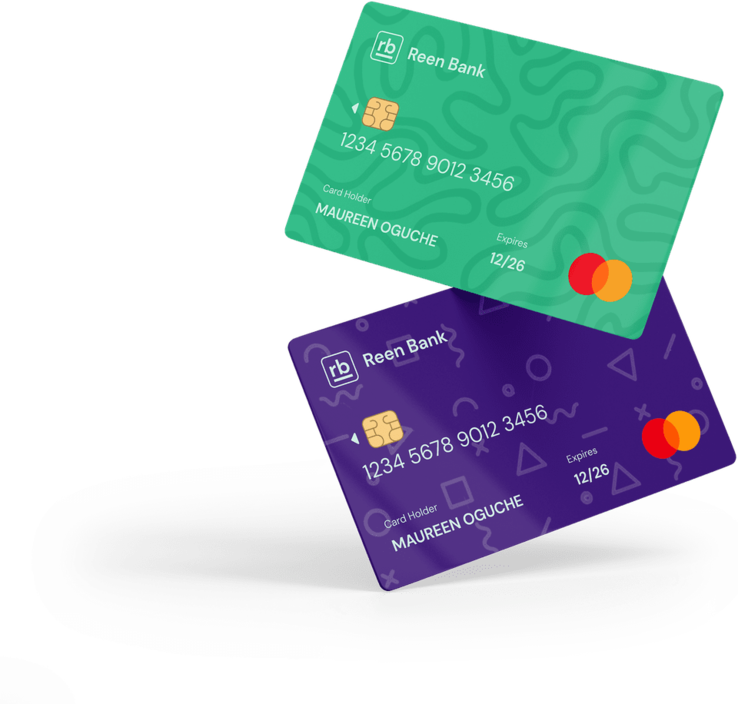 rb Reen Bank
1234 5678 9012 3456
Card Holder
MAUREEN OGUCHE
Expires
12/26
rb Reen Bank
1234 5678 9012 3456
Expires
12/26
Card Holder
MAUREEN OGUCHE